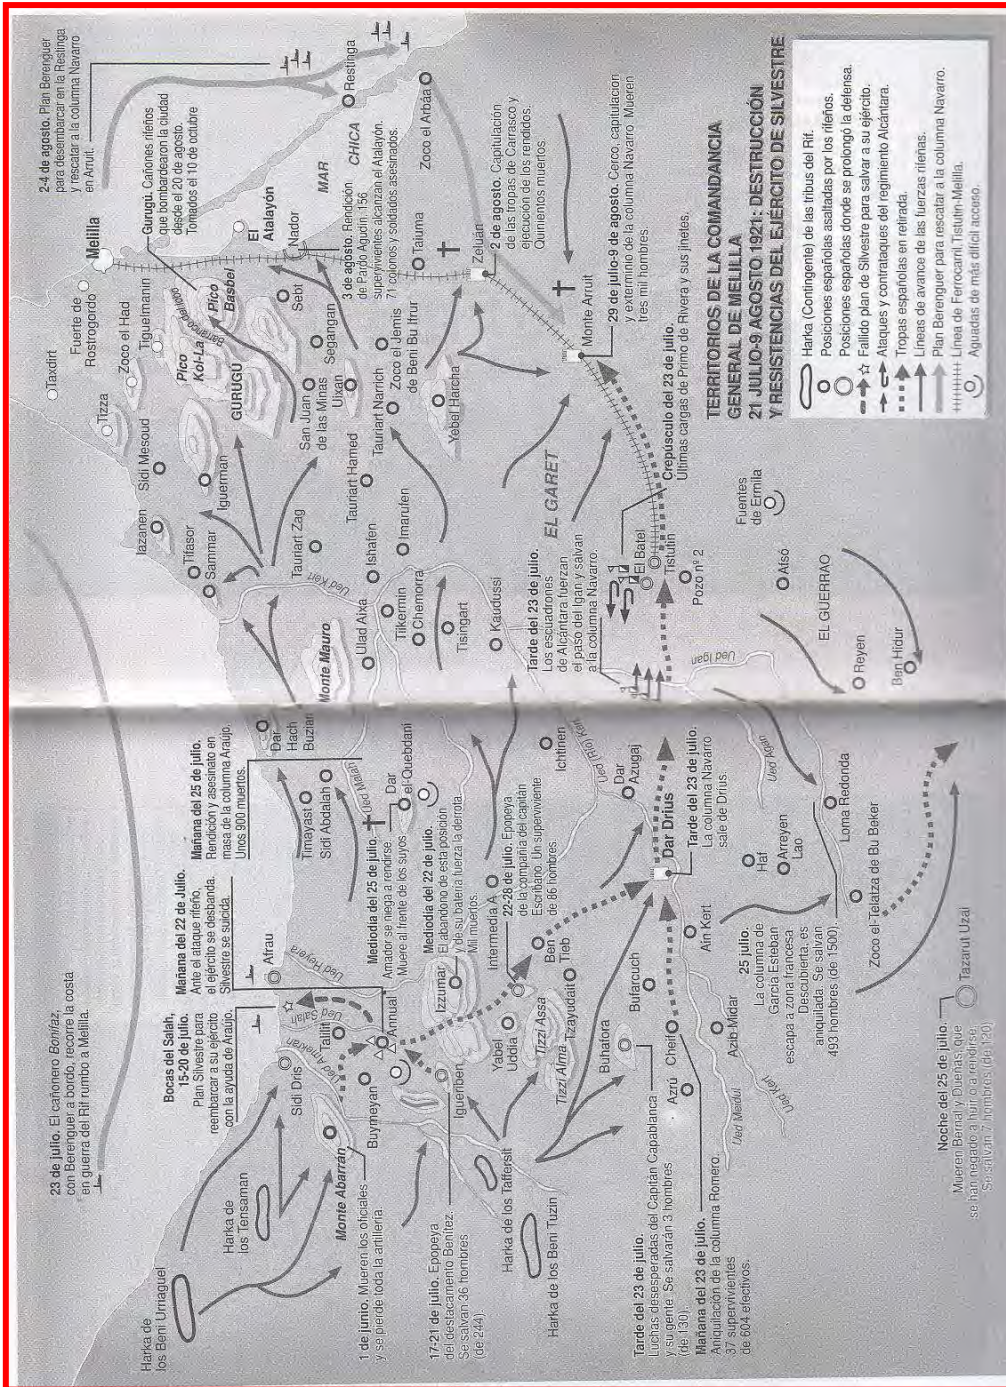 TERRITORIOS DE LA COMANDANCIA
GENERAL DE MELILLA
21 JULIO-9 AGOSTO 1921: DESTRUCCIÓN
Y RESISTENCIAS DEL EJÉRCITO DE SILVESTRE
Harka (Contingente) de las tribus del Rif.
Posiciones españolas asaltadas por los rifeños.
Posiciones españolas donde se prolongó la defensa.
Fallido plan de Silvestre para salvar a su ejército.
Ataques y contrataques del regimiento Alcántara.
Tropas españolas en retirada.
Líneas de avance de las fuerzas rifeñas.
Plan Berenguer para rescatar a la columna Navarro.
Línea de Ferrocarril Tistutin-Melilla.
Aguadas de más difícil acceso.
23 de julio. El cañonero Bonifaz,
con Berenguer a bordo, recorre la costa
en guerra del Rif rumbo a Melilla.
2-4 de agosto. Plan Berenguer
para desembarcar en la Restinga
y rescatar a la columna Navarro
en Arruit.
Harka de
los Beni Urriaguel
Harka de
los Tensaman
Bocas del Salah,
15-20 de julio.
Plan Silvestre para
reembarcar a su ejército
con la ayuda de Araújo.
Mañana del 22 de Julio.
Ante el ataque rifeño,
el ejército se desbanda.
Silvestre se suicida.
Mañana del 25 de julio.
Rendición y asesinato en
masa de la columna Araújo.
Unos 900 muertos.
Sidi Dris
Afrau
Ued Amekran
Ued Salah
Talilit
Monte Abarrán
Buymeyan
Annual
Igueriben
Izzumar
Timayast
Sidi Abdalah
Dar
Hach
Buzian
Ued Melah
Dar
el-Quebdani
Monte Mauro
1 de junio. Mueren los oficiales
y se pierde toda la artillería
17-21 de julio. Epopeya
del destacamento Benítez.
Se salvan 36 hombres
(de 244).
Mediodía del 25 de julio.
Amador se niega a rendirse.
Muere al frente de los suyos
Mediodía del 22 de julio.
El abandono de esta posición
y de su batería fuerza la derrota.
Mil muertos.
22-28 de julio. Epopeya
de la compañía del capitán
Escribano. Un superviviente
de 86 hombres.
Intermedia A
Harka de los Taffersit
Harka de los Beni Tuzin
Yabel
Uddia
Tizzi Assa
Tizzi Alma
Tzayudait
Ben
Tieb
Buhafora
Bufarcuch
Ichtinen
Ued (Río) Kert
Dar
Azugaj
Dar Drius
Tarde del 23 de julio.
La columna Navarro
sale de Drius.
Azrú
Cheif
Ain Kert
Azib Midar
Ued Meidul
Ued Kert
Haf
Arreyen
Lao
Loma Redonda
Ued Agan
Zoco el-Telatza de Bu Beker
Tazarut Uzai
Tarde del 23 de julio.
Luchas desesperadas del Capitán Capablanca
y su gente. Se salvarán 3 hombres
(de 130).
Mañana del 23 de julio.
Aniquilación de la columna Romero.
37 supervivientes
de 604 efectivos.
25 julio.
La columna de
García Esteban
escapa a zona francesa
Descubierta, es
aniquilada. Se salvan
493 hombres (de 1500).
Noche del 25 de julio.
Mueren Bernal y Dueñas, que
se han negado a huir o a rendirse.
Se salvan 7 hombres (de 120)
Taxdirt
Tizza
Fuerte de
Rostrogordo
Melilla
Zoco el Had
Tiguelmanin
Sidi Mesoud
Iazanen
Tifasor
Sammar
Iguerman
Pico
Kol-La
Pico
Basbel
GURUGÚ
Gurugú. Cañones rifeños
que bombardearon la ciudad
desde el 20 de agosto.
Tomados el 10 de octubre
El
Atalayón
Nador
MAR
CHICA
Restinga
Zoco el Arbáa
Sebt
Segangan
San Juan
de las Minas
Uixan
Tauriart Narrich
Zoco el Jemis
de Beni Bu Ifrur
Yebel Harcha
Tauriart Hamed
Tauriart Zag
Ued Kert
Ishafen
Imarufen
Ulad Aixa
Tilkermin
Chemorra
Tisingart
Kaudussi
3 de agosto. Rendición
de Pardo Agudín. 156
supervivientes alcanzan el Atalayón.
71 colonos y soldados asesinados.
Tauima
Zeluán
2 de agosto. Capitulación
de las tropas de Carrasco y
ejecución de los rendidos.
Quinientos muertos
Monte Arruit
29 de julio-9 de agosto. Cerco, capitulación
y exterminio de la columna Navarro. Mueren
tres mil hombres
EL GARET
Tarde del 23 de julio.
Los escuadrones
de Alcántara fuerzan
el paso del Igan y salvan
a la columna Navarro.
Crepúsculo del 23 de julio.
Últimas cargas de Primo de Rivera y sus jinetes.
El Batel
Tistutin
Pozo nº 2
Ued Igan
Fuentes
de Ermila
Afsó
EL GUERRAO
Reyen
Ben Hidur